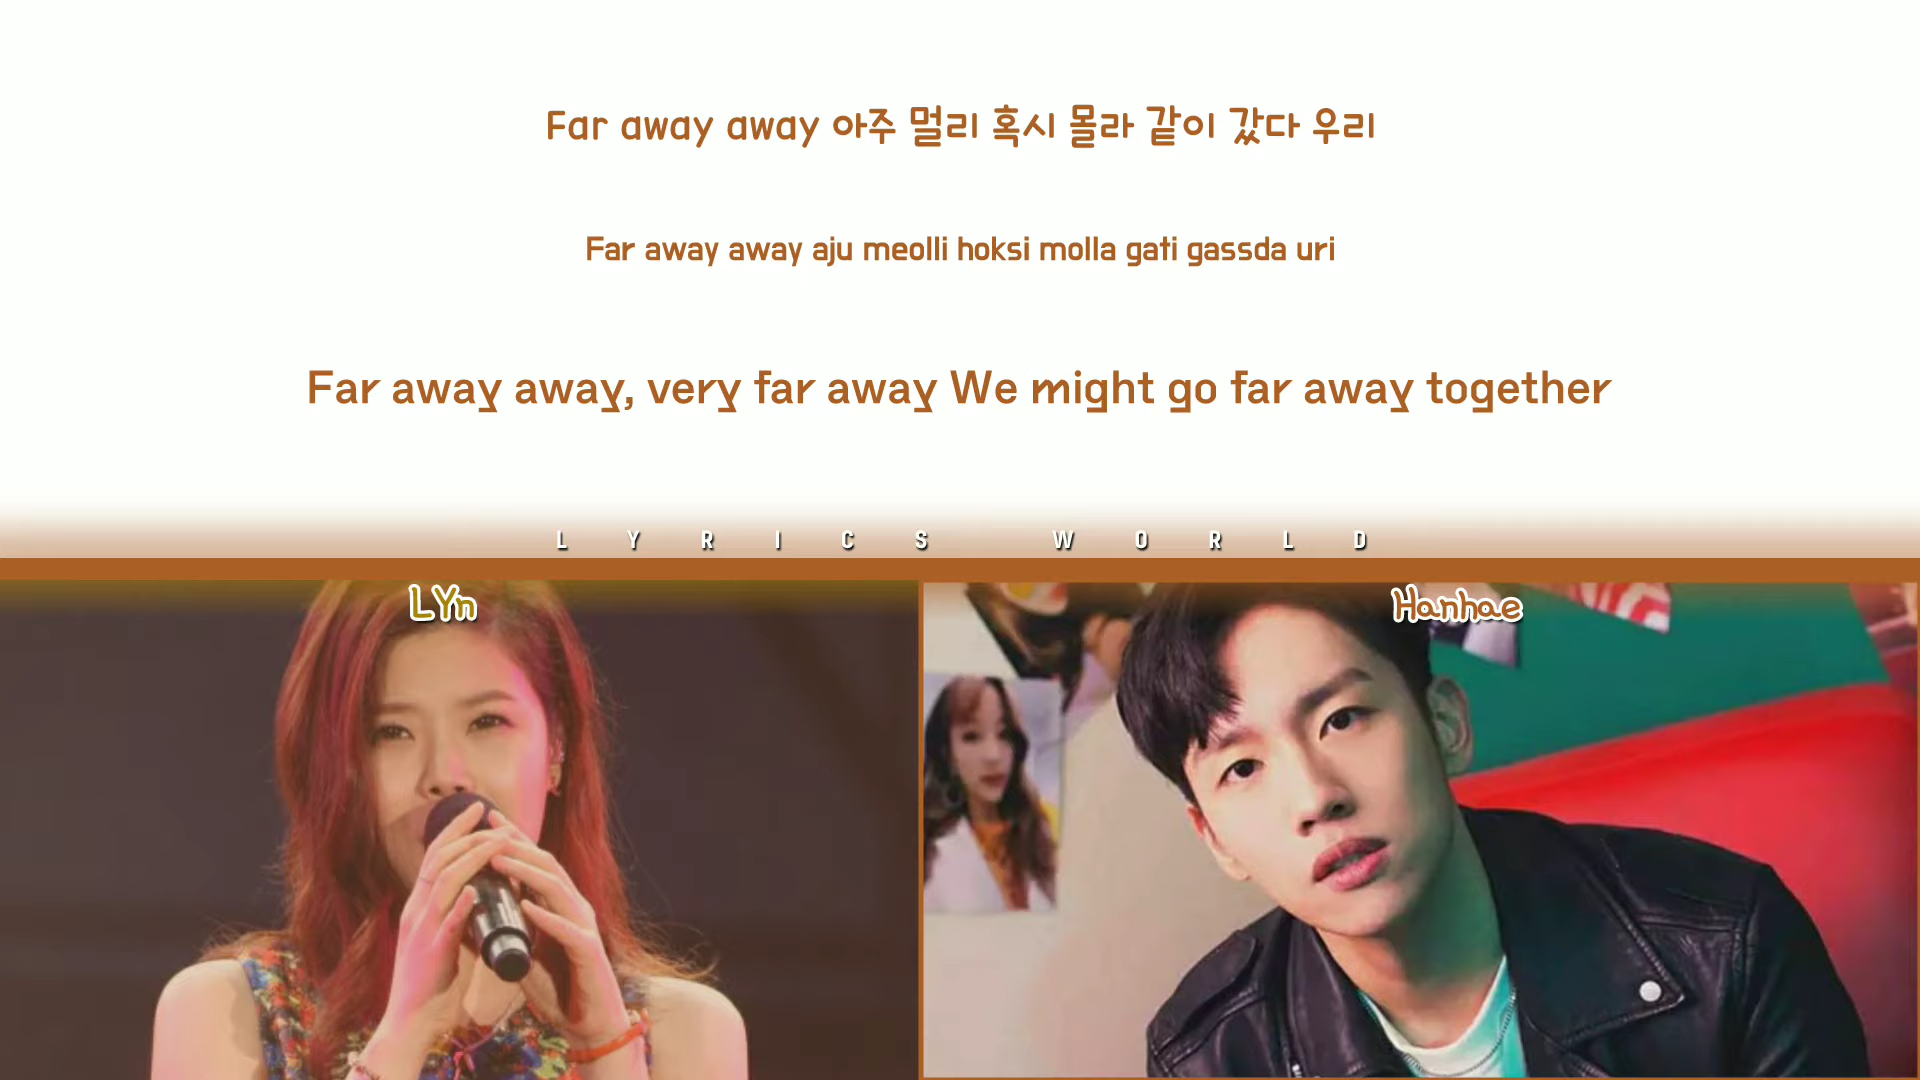 Far away away 아주 멀리 혹시 몰라 같이 갔다 우리
Far away away aju meolli hoksi molla gati gassda uri
Far away away, very far away We might go far away together
LYRICS WORLD
LYn
Hanhae